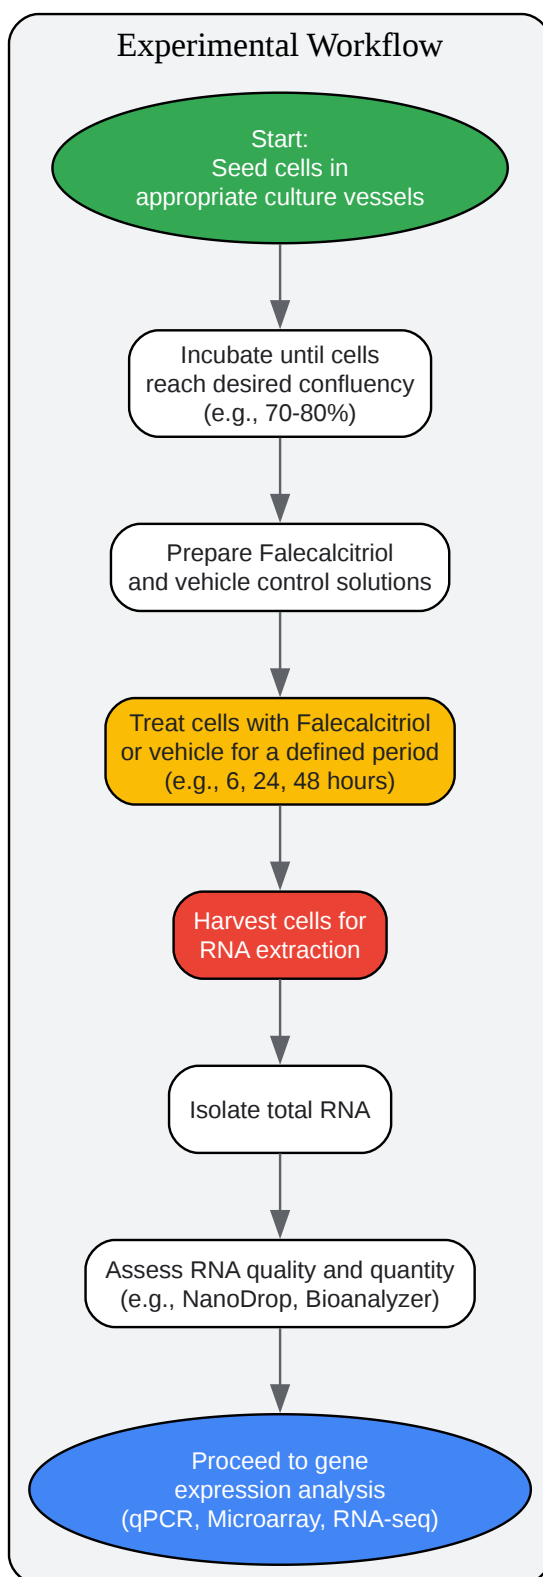 Experimental Workflow
Start:
Seed cells in
appropriate culture vessels
Incubate until cells
reach desired confluency
(e.g., 70-80%)
Prepare Falecalcitriol
and vehicle control solutions
Treat cells with Falecalcitriol
or vehicle for a defined period
(e.g., 6, 24, 48 hours)
Harvest cells for
RNA extraction
Isolate total RNA
Assess RNA quality and quantity
(e.g., NanoDrop, Bioanalyzer)
Proceed to gene
expression analysis
(qPCR, Microarray, RNA-seq)